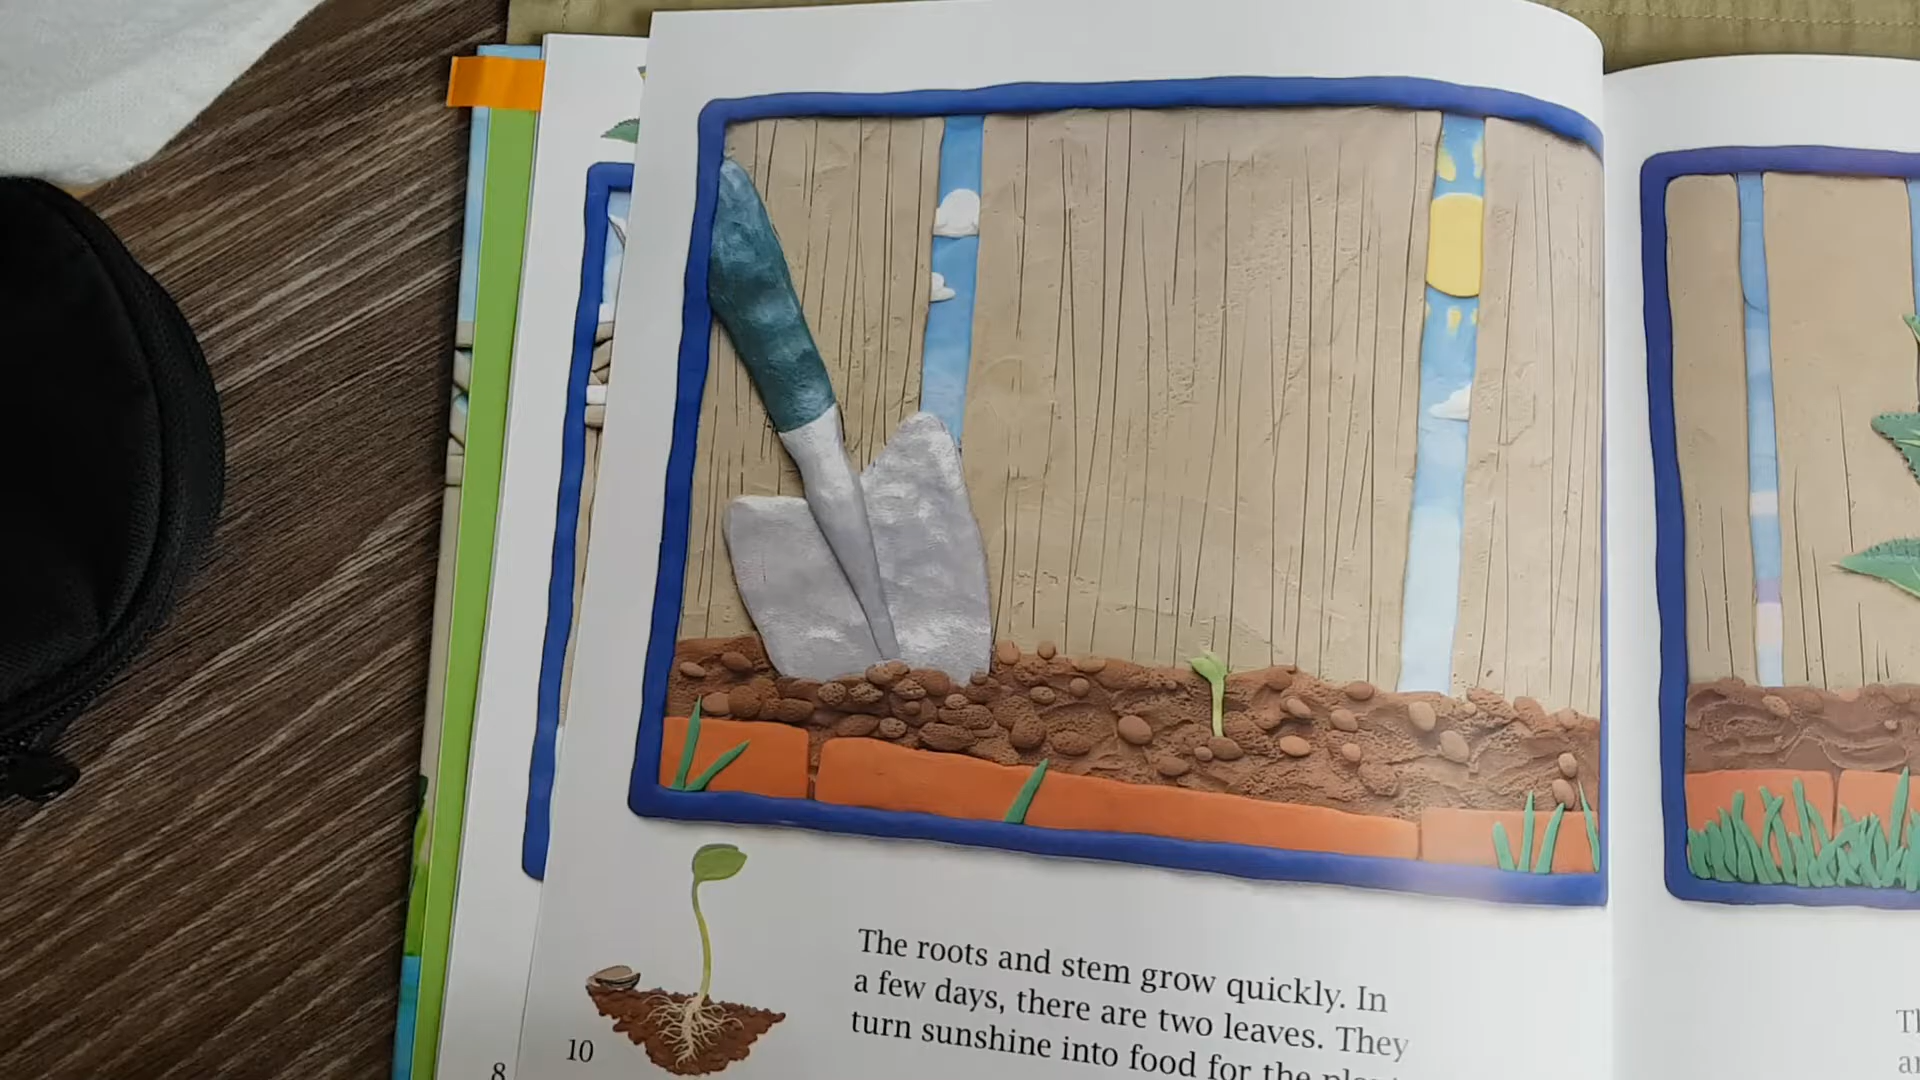 The roots and stem grow quickly. In
a few days, there are two leaves. They
turn sunshine into food for the
10
8